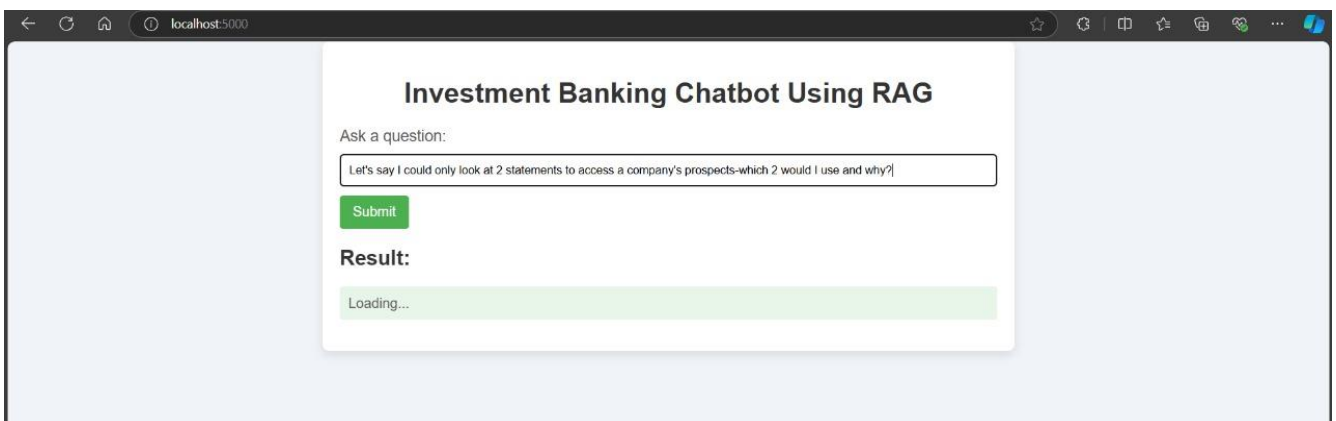 localhost:5000
Investment Banking Chatbot Using RAG
Ask a question:
Let's say I could only look at 2 statements to access a company's prospects-which 2 would I use and why?
Submit
Result:
Loading...